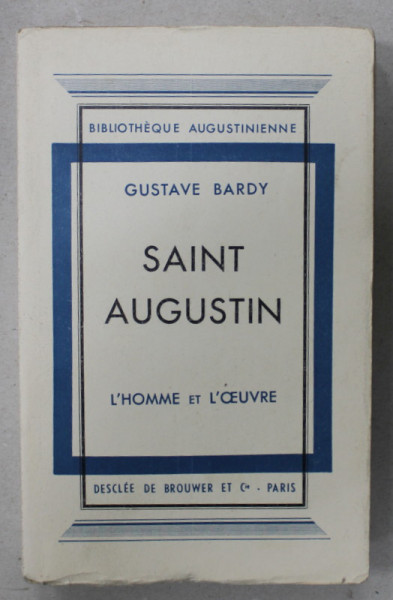 BIBLIOTHÈQUE AUGUSTINIENNE
GUSTAVE BARDY
SAINT
AUGUSTIN
L'HOMME ET L'ŒUVRE
DESCLÉE DE BROUWER ET Cie - PARIS